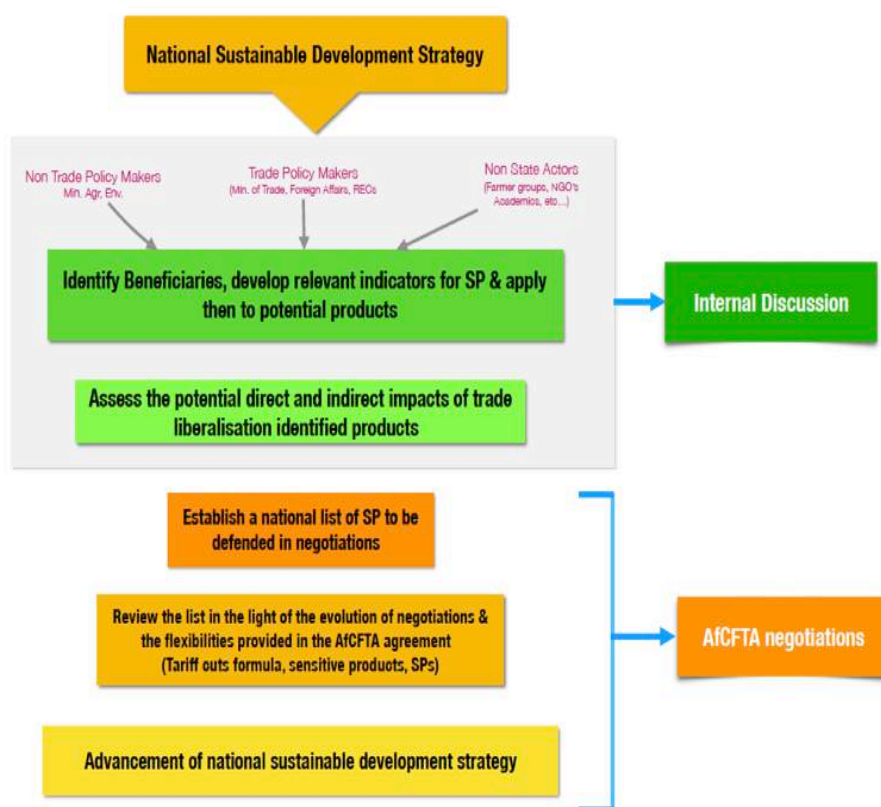 National Sustainable Development
Strategy
Non Trade Policy Makers
Min. Agr, Env.
Trade Policy Makers
(Min. of Trade, Foreign Affairs, RECs
Non State Actors
(Farmer groups, NGO's
Academics, etc...)
Identify Beneficiaries, develop relevant indicators for SP & apply
then to potential products
Internal Discussion
Assess the potential direct and indirect impacts of trade
liberalisation identified products
Establish a national list of SP to be
defended in negotiations
Review the list in the light of the evolution of negotiations &
the flexibilities provided in the AfCFTA agreement
(Tariff cuts formula, sensitive products, SPs)
AfCFTA negotiations
Advancement of national sustainable development strategy